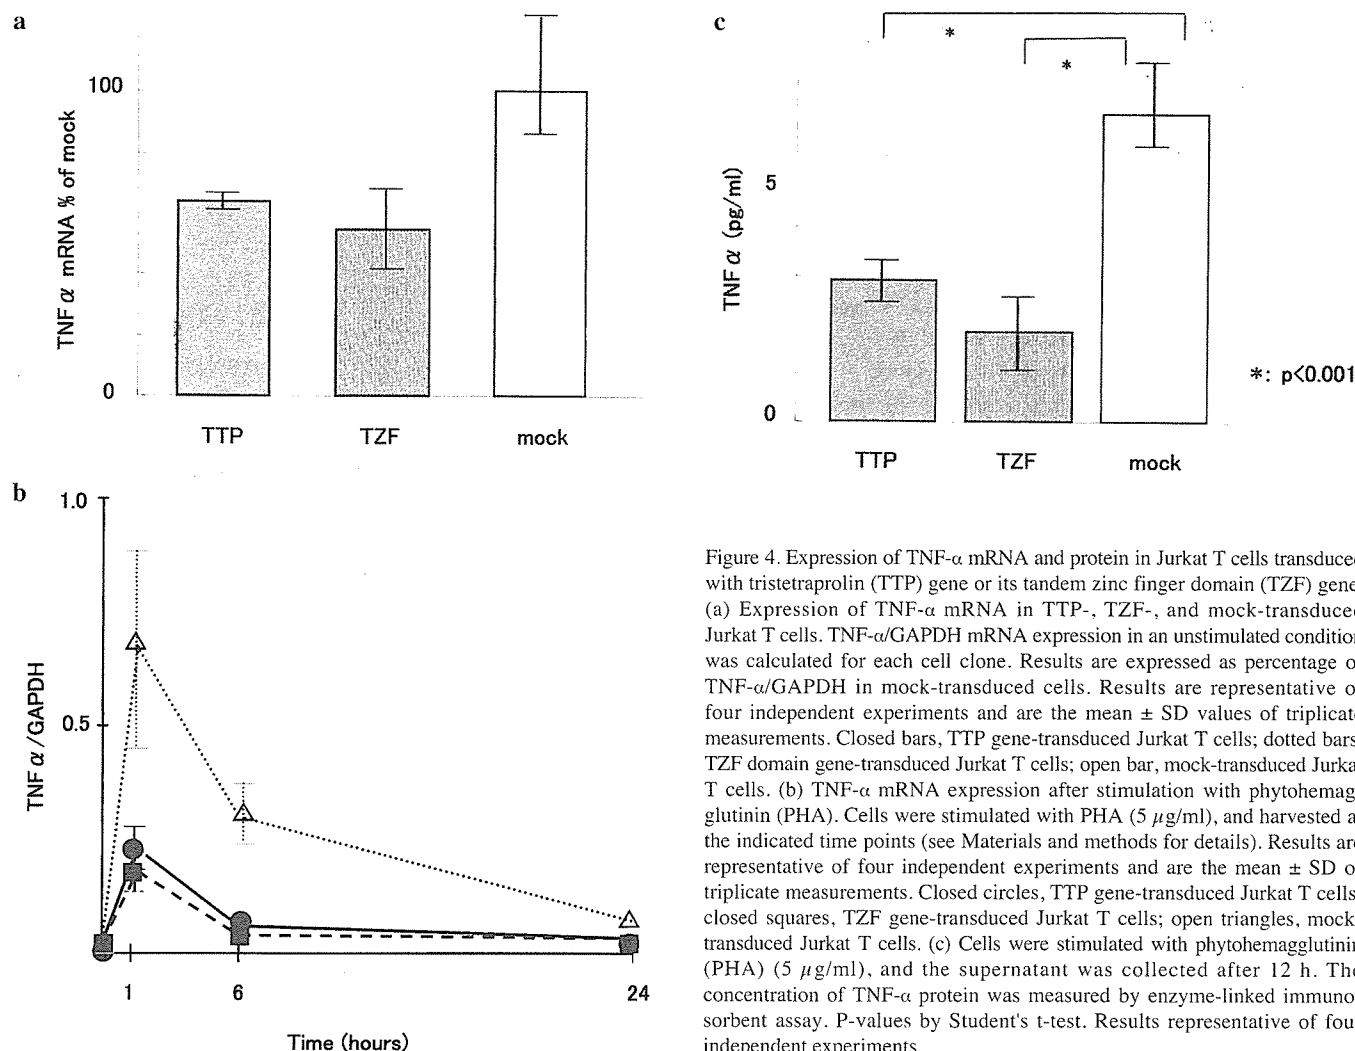 a
100
TNF α mRNA % of mock
0
TTP
TZF
mock
c
*
*
5
TNF α (pg/ml)
0
*: p<0.001
TTP
TZF
mock
b
1.0
0.5
TNF α/GAPDH
1
6
24
Time (hours)
Figure 4. Expression of TNF-α mRNA and protein in Jurkat T cells transduced
with tristetraprolin (TTP) gene or its tandem zinc finger domain (TZF) gene
(a) Expression of TNF-α mRNA in TTP-, TZF-, and mock-transduced
Jurkat T cells. TNF-α/GAPDH mRNA expression in an unstimulated condition
was calculated for each cell clone. Results are expressed as percentage o
TNF-α/GAPDH in mock-transduced cells. Results are representative o
four independent experiments and are the mean ± SD values of triplicat
measurements. Closed bars, TTP gene-transduced Jurkat T cells; dotted bars
TZF domain gene-transduced Jurkat T cells; open bar, mock-transduced Jurka
T cells. (b) TNF-α mRNA expression after stimulation with phytohemag
glutinin (PHA). Cells were stimulated with PHA (5 µg/ml), and harvested a
the indicated time points (see Materials and methods for details). Results are
representative of four independent experiments and are the mean ± SD o
triplicate measurements. Closed circles, TTP gene-transduced Jurkat T cells
closed squares, TZF gene-transduced Jurkat T cells; open triangles, mock
transduced Jurkat T cells. (c) Cells were stimulated with phytohemagglutinin
(PHA) (5 µg/ml), and the supernatant was collected after 12 h. The
concentration of TNF-α protein was measured by enzyme-linked immuno
sorbent assay. P-values by Student's t-test. Results representative of fou
independent experiments